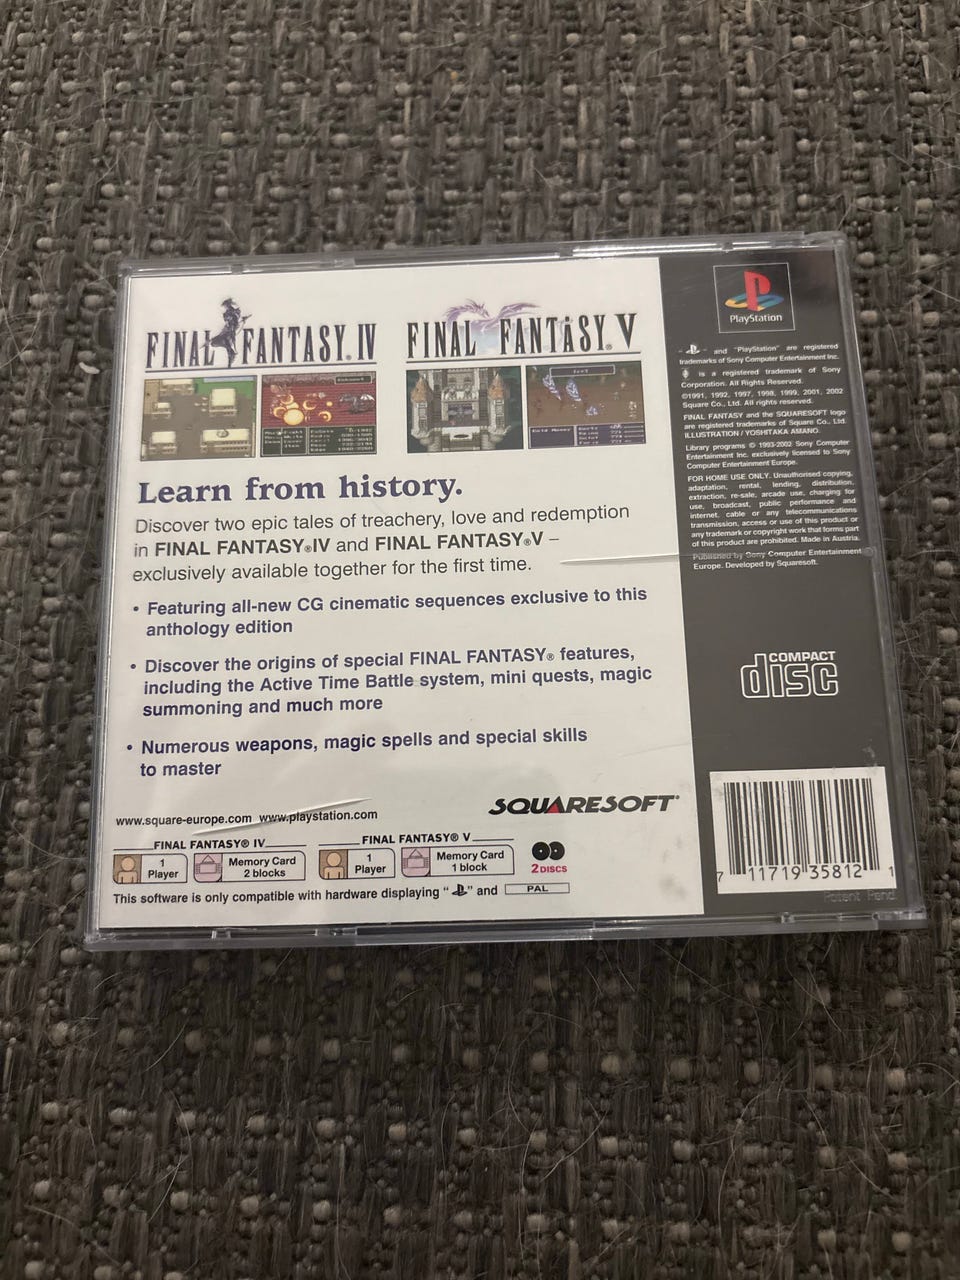 FINAL FANTASY® IV
FINAL FANTASY® V
Learn from history.
Discover two epic tales of treachery, love and redemption
in FINAL FANTASY®IV and FINAL FANTASY®V –
exclusively available together for the first time.
• Featuring all-new CG cinematic sequences exclusive to this
anthology edition
• Discover the origins of special FINAL FANTASY® features,
including the Active Time Battle system, mini quests, magic
summoning and much more
• Numerous weapons, magic spells and special skills
to master
www.square-europe.com www.playstation.com
SQUARESOFT
FINAL FANTASY® IV
1
Player
Memory Card
2 blocks
FINAL FANTASY® V
1
Player
Memory Card
1 block
2 DISCS
This software is only compatible with hardware displaying " " and PAL
PlayStation
" " and "PlayStation" are registered
trademarks of Sony Computer Entertainment Inc.
is a registered trademark of Sony
Corporation. All Rights Reserved.
©1991, 1992, 1997, 1998, 1999, 2001, 2002
Square Co., Ltd. All rights reserved.
FINAL FANTASY and the SQUARESOFT logo
are registered trademarks of Square Co., Ltd.
ILLUSTRATION / YOSHITAKA AMANO.
Library programs © 1993-2002 Sony Computer
Entertainment Inc. exclusively licensed to Sony
Computer Entertainment Europe.
FOR HOME USE ONLY. Unauthorised copying,
adaptation, rental, lending, distribution,
extraction, re-sale, arcade use, charging for
use, broadcast, public performance and
internet, cable or any telecommunications
transmission, access or use of this product or
any trademark or copyright work that forms part
of this product are prohibited. Made in Austria.
Published by Sony Computer Entertainment
Europe. Developed by Squaresoft.
COMPACT
disc
7 11719 35812 1
Patent Pend